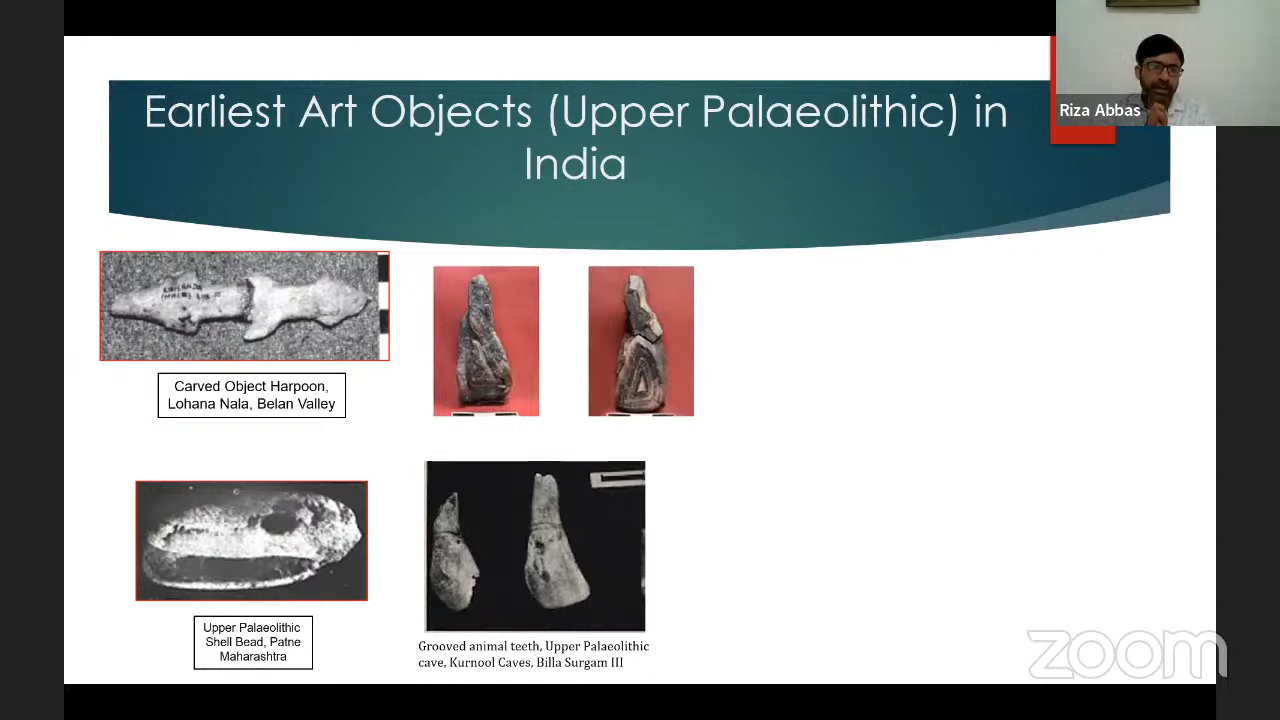 Earliest Art Objects (Upper Palaeolithic) in
India
Riza Abbas
Carved Object Harpoon,
Lohana Nala, Belan Valley
Upper Palaeolithic
Shell Bead, Patne
Maharashtra
Grooved animal teeth, Upper Palaeolithic
cave, Kurnool Caves, Billa Surgam III
zoom